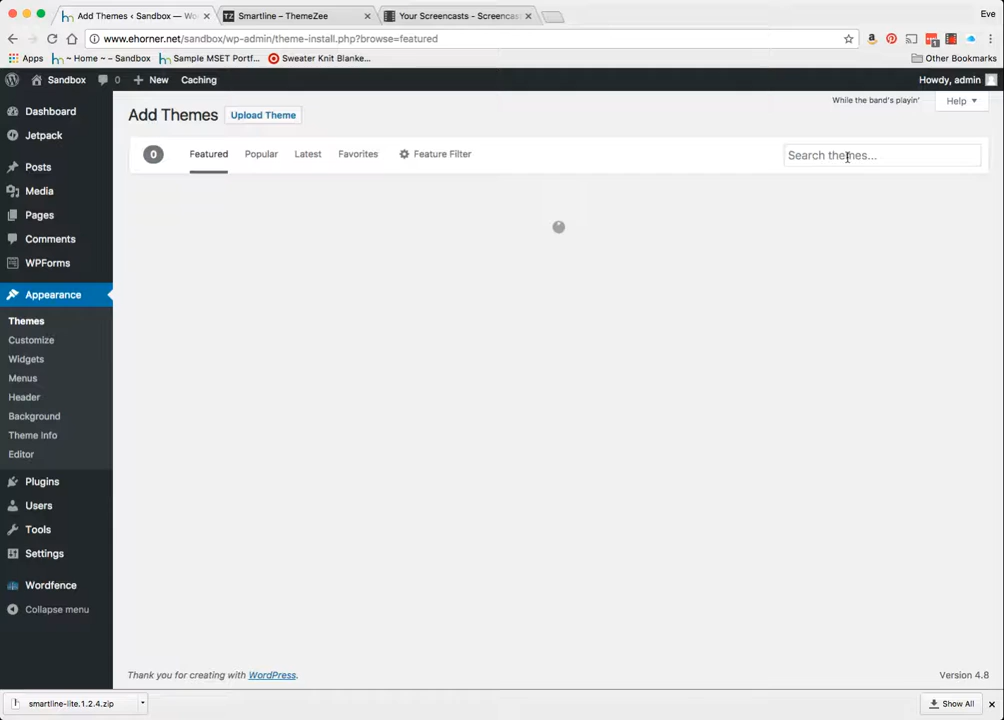 Add Themes ‹ Sandbox — Wo
Smartline – ThemeZee
Your Screencasts - Screencas
Eve
www.ehorner.net/sandbox/wp-admin/theme-install.php?browse=featured
Apps
~ Home ~ – Sandbox
Sample MSET Portf...
Sweater Knit Blanke...
Other Bookmarks
Sandbox
0
New
Caching
Howdy, admin
While the band's playin'
Help
Add Themes
Upload Theme
0
Featured
Popular
Latest
Favorites
Feature Filter
Search themes...
Dashboard
Jetpack
Posts
Media
Pages
Comments
WPForms
Appearance
Themes
Customize
Widgets
Menus
Header
Background
Theme Info
Editor
Plugins
Users
Tools
Settings
Wordfence
Collapse menu
Thank you for creating with WordPress.
Version 4.8
smartline-lite.1.2.4.zip
Show All